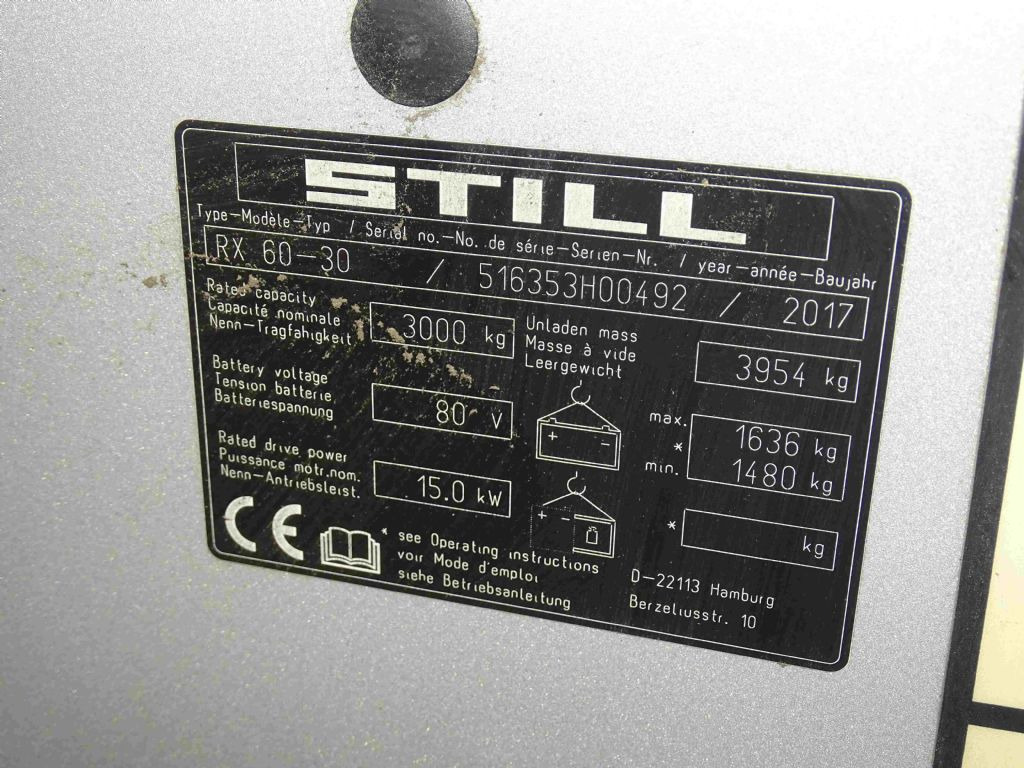 STILL
Type-Modèle-Typ / Serial no.-No. de série-Serien-Nr. / year-année-Baujahr
RX 60-30 / 516353H00492 / 2017
Rated capacity
Capacité nominale
Nenn-Tragfähigkeit
3000 kg
Unladen mass
Masse à vide
Leergewicht
3954 kg
Battery voltage
Tension batterie
Batteriespannung
80 V
+ -
max.
*
min.
1636 kg
1480 kg
Rated drive power
Puissance motr.nom.
Nenn-Antriebsleist.
15.0 kW
+ -
* kg
CE
* see Operating instructions
voir Mode d'emploi
siehe Betriebsanleitung
D-22113 Hamburg
Berzeliusstr. 10